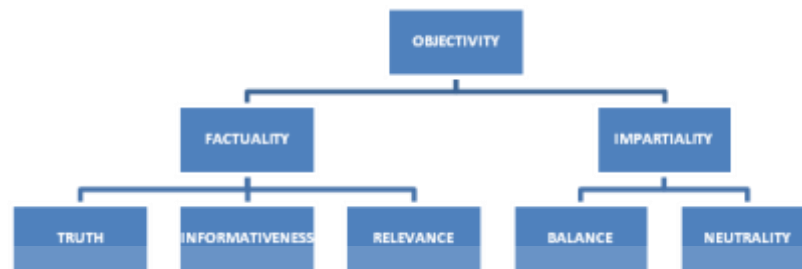 OBJECTIVITY
FACTUALITY
IMPARTIALITY
TRUTH
INFORMATIVENESS
RELEVANCE
BALANCE
NEUTRALITY